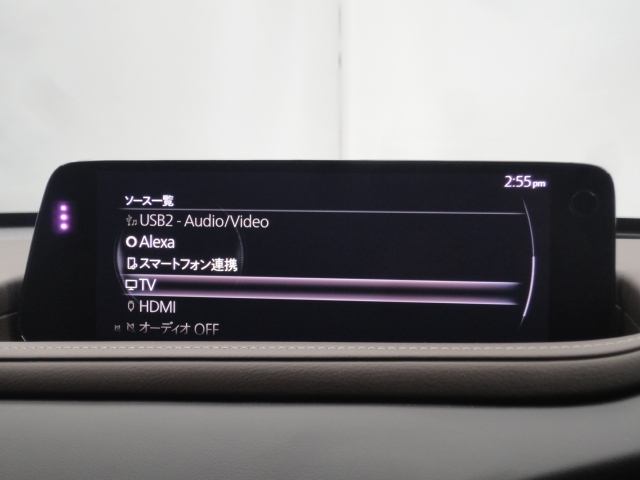 2:55pm
ソース一覧
USB2 - Audio/Video
Alexa
スマートフォン連携
TV
HDMI
オーディオ OFF